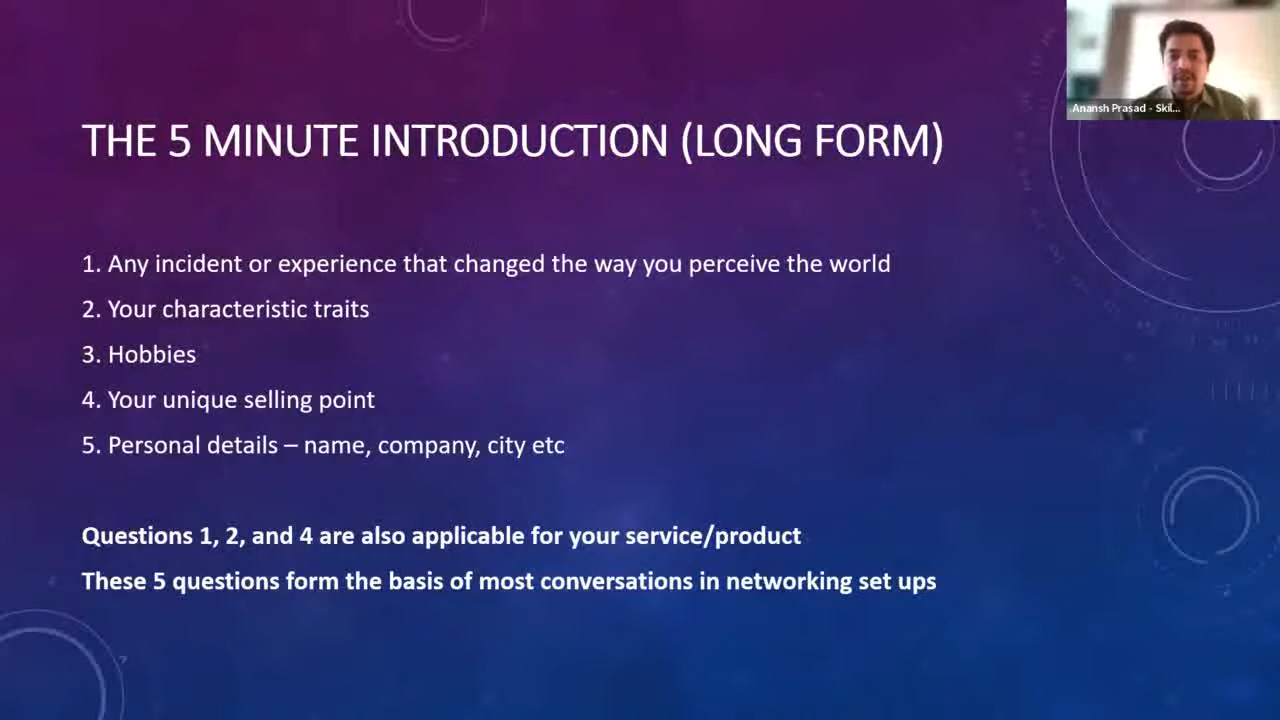 Anansh Prasad - Skil...
THE 5 MINUTE INTRODUCTION (LONG FORM)
1. Any incident or experience that changed the way you perceive the world
2. Your characteristic traits
3. Hobbies
4. Your unique selling point
5. Personal details – name, company, city etc
Questions 1, 2, and 4 are also applicable for your service/product
These 5 questions form the basis of most conversations in networking set ups